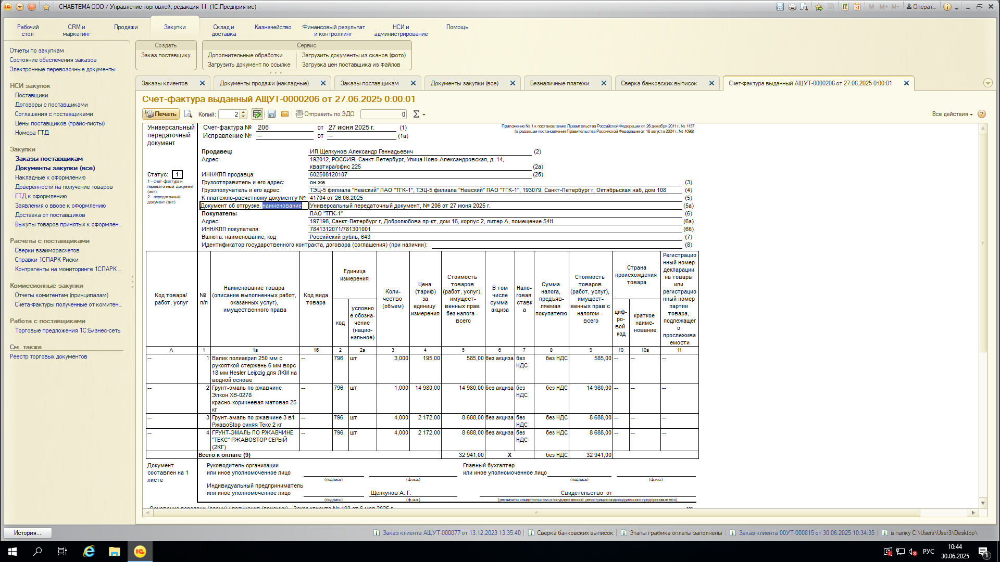 СНАБТЕМА ООО / Управление торговлей, редакция 11 (1С:Предприятие)
M M+ M- Операт...
Рабочий стол
CRM и маркетинг
Продажи
Закупки
Склад и доставка
Казначейство
Финансовый результат и контроллинг
НСИ и администрирование
Помощь
Отчеты по закупкам
Состояние обеспечения заказов
Электронные перевозочные документы
НСИ закупок
Поставщики
Договоры с поставщиками
Соглашения с поставщиками
Цены поставщиков (прайс-листы)
Номера ГТД
Закупки
Заказы поставщикам
Документы закупки (все)
Накладные к оформлению
Доверенности на получение товаров
ГТД к оформлению
Заявления о ввозе к оформлению
Доставка от поставщиков
Выкупы товаров принятых к оформлен...
Расчеты с поставщиками
Сверки взаиморасчетов
Справки 1СПАРК Риски
Контрагенты на мониторинге 1СПАРК ...
Комиссионные закупки
Отчеты комитентам (принципалам)
Счета-фактуры полученные от комитен...
Работа с поставщиками
Торговые предложения 1С:Бизнес-сеть
См. также
Реестр торговых документов
Создать
Заказ поставщику
Сервис
Дополнительные обработки
Загрузить документы из сканов (фото)
Загрузить документ по ссылке
Загрузка цен поставщика из файлов
Заказы клиентов
Документы продажи (накладные)
Заказы поставщикам
Документы закупки (все)
Безналичные платежи
Сверка банковских выписок
Счет-фактура выданный АЩУТ-0000206 от 27.06.2025 0:00:01
Счет-фактура выданный АЩУТ-0000206 от 27.06.2025 0:00:01
Печать
Копий: 2
Отправить по ЭДО
0
Σ
Все действия
Универсальный
передаточный
документ
Статус: 1
1 – счет-фактура и
передаточный документ
(акт)
2 – передаточный
документ (акт)
Счет-фактура № 206 от 27 июня 2025 г. (1)
Исправление № -- от -- (1а)
Приложение № 1 к постановлению Правительства Российской Федерации от 26 декабря 2011 г. № 1137
(в редакции постановления Правительства Российской Федерации от 16 августа 2024 г. № 1096)
Продавец: ИП Щелкунов Александр Геннадьевич (2)
Адрес: 192012, РОССИЯ, Санкт-Петербург, Улица Ново-Александровская, д. 14,
квартира/офис 225 (2а)
ИНН/КПП продавца: 602508120107 (2б)
Грузоотправитель и его адрес: он же (3)
Грузополучатель и его адрес: ТЭЦ-5 филиала "Невский" ПАО "ТГК-1", ТЭЦ-5 филиала "Невский" ПАО "ТГК-1", 193079, Санкт-Петербург г, Октябрьская наб, дом 108 (4)
К платежно-расчетному документу № 41704 от 26.06.2025 (5)
Документ об отгрузке, наименование Универсальный передаточный документ, № 206 от 27 июня 2025 г. (5а)
Покупатель: ПАО "ТГК-1" (6)
Адрес: 197198, Санкт-Петербург г, Добролюбова пр-кт, дом 16, корпус 2, литер А, помещение 54Н (6а)
ИНН/КПП покупателя: 7841312071/781301001 (6б)
Валюта: наименование, код Российский рубль, 643 (7)
Идентификатор государственного контракта, договора (соглашения) (при наличии): (8)
Код товара/ работ, услуг
№ п/п
Наименование товара (описание выполненных работ, оказанных услуг), имущественного права
Код вида товара
Единица измерения
код
условно е обозна- чение (нацио- нальное)
Коли- чество (объем)
Цена (тариф) за единицу измерения
Стоимость товаров (работ, услуг), имущест- венных прав без налога - всего
В том числе сумма акциза
Нало- говая ставк а
Сумма налога, предъяв- ляемая покупателю
Стоимость товаров (работ, услуг), имущест- венных прав с налогом - всего
Страна происхождения товара
циф- ро- вой код
краткое наиме- нование
Регистрацио нный номер декларации на товары или регистрацио нный номер партии товара, подлежащег о прослежива емости
А 1 1а 1б 2 2а 3 4 5 6 7 8 9 10 10а 11
-- 1 Валик полиакрил 250 мм с рукояткой стержень 6 мм ворс 18 мм Hesler Leipzig для ЛКМ на водной основе -- 796 шт 3,000 195,00 585,00 без акциза без НДС без НДС 585,00 -- -- --
-- 2 Грунт-эмаль по ржавчине Элкон ХВ-0278 красно-коричневая матовая 25 кг -- 796 шт 1,000 14 980,00 14 980,00 без акциза без НДС без НДС 14 980,00 -- -- --
-- 3 Грунт-эмаль по ржавчине 3 в1 РжавоStop синяя Текс 2 кг -- 796 шт 4,000 2 172,00 8 688,00 без акциза без НДС без НДС 8 688,00 -- -- --
-- 4 ГРУНТ-ЭМАЛЬ ПО РЖАВЧИНЕ "ТЕКС" РЖАВОSTOP СЕРЫЙ (2КГ) -- 796 шт 4,000 2 172,00 8 688,00 без акциза без НДС без НДС 8 688,00 -- -- --
Всего к оплате (9) 32 941,00 X без НДС 32 941,00
Документ
составлен на 1
листе
Руководитель организации
или иное уполномоченное лицо
(подпись) (ф.и.о.)
Главный бухгалтер
или иное уполномоченное лицо
(подпись) (ф.и.о.)
Индивидуальный предприниматель
или иное уполномоченное лицо Щелкунов А. Г. Свидетельство от
(подпись) (ф.и.о.) (реквизиты свидетельства о государственной регистрации индивидуального предпринимателя)
Основание передачи (сдачи) / получения (приемки) Заказ клиента № 193 от 6 мая 2025 г.
История...
Заказ клиента АЩУТ-000077 от 13.12.2023 13:35:40
Сверка банковских выписок
Этапы графика оплаты заполнены
Заказ клиента 00УТ-000815 от 30.06.2025 10:34:35
в папку C:\Users\User3\Desktop\
РУС
10:44
30.06.2025
1